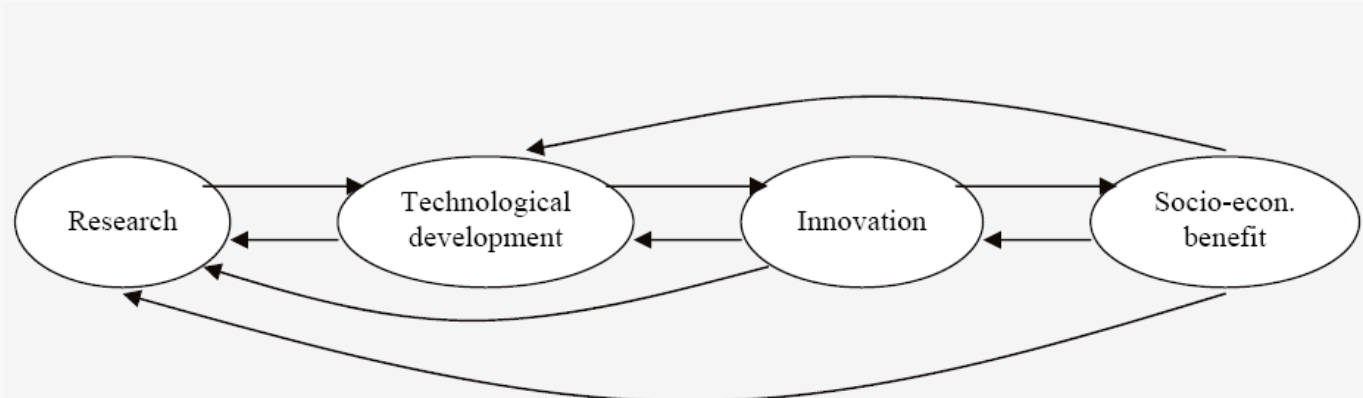 Research
Technological
development
Innovation
Socio-econ.
benefit